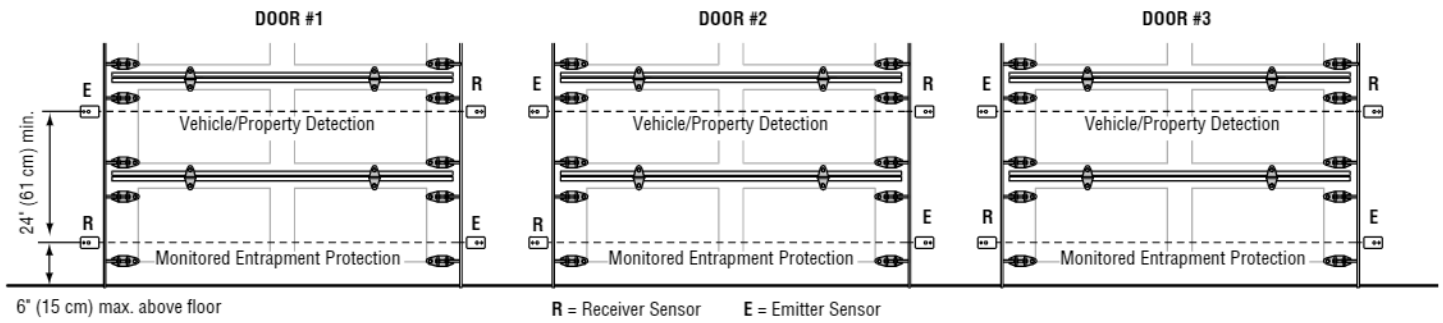 DOOR #1
DOOR #2
DOOR #3
E
R
E
R
E
R
Vehicle/Property Detection
Vehicle/Property Detection
Vehicle/Property Detection
24" (61 cm) min.
R
E
R
E
R
E
Monitored Entrapment Protection
Monitored Entrapment Protection
Monitored Entrapment Protection
6" (15 cm) max. above floor
R = Receiver Sensor
E = Emitter Sensor